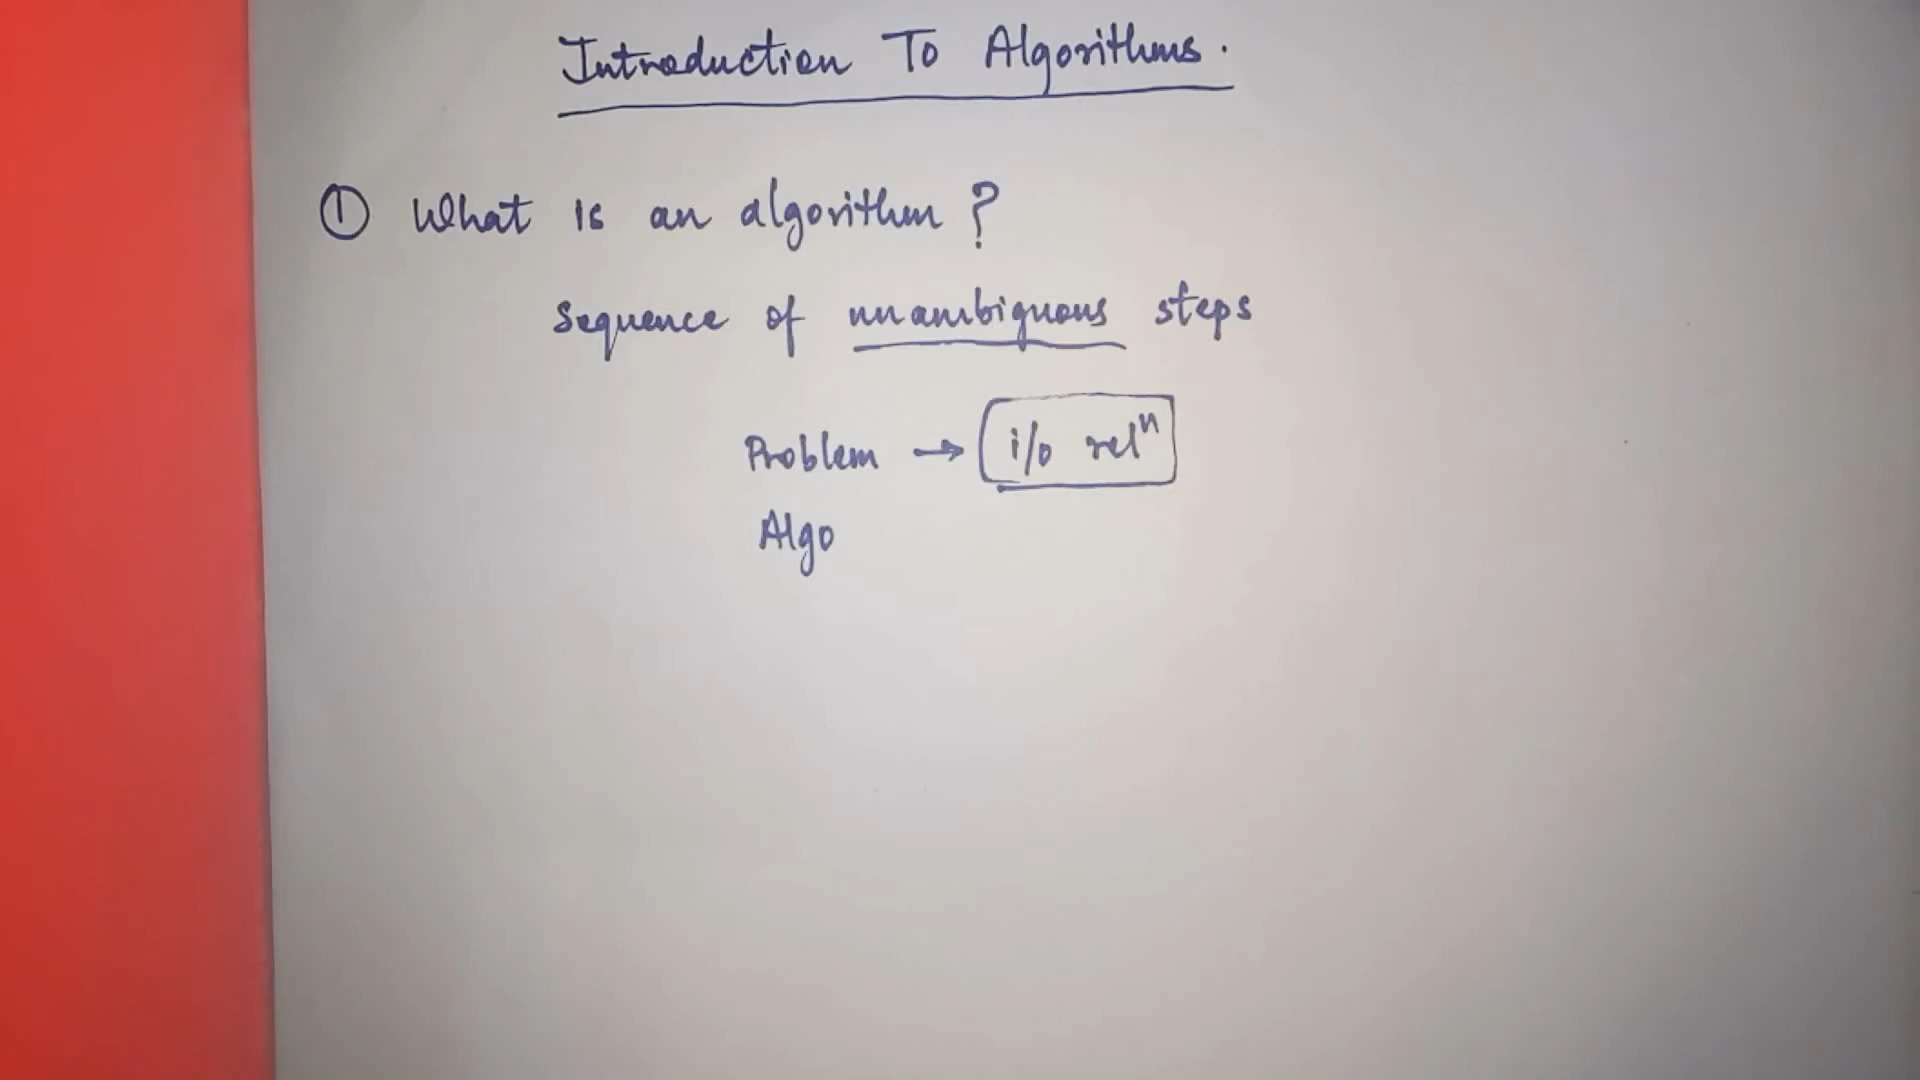 Introduction To Algorithms.
① What is an algorithm?
Sequence of unambiguous steps
Problem → i/o relⁿ
Algo